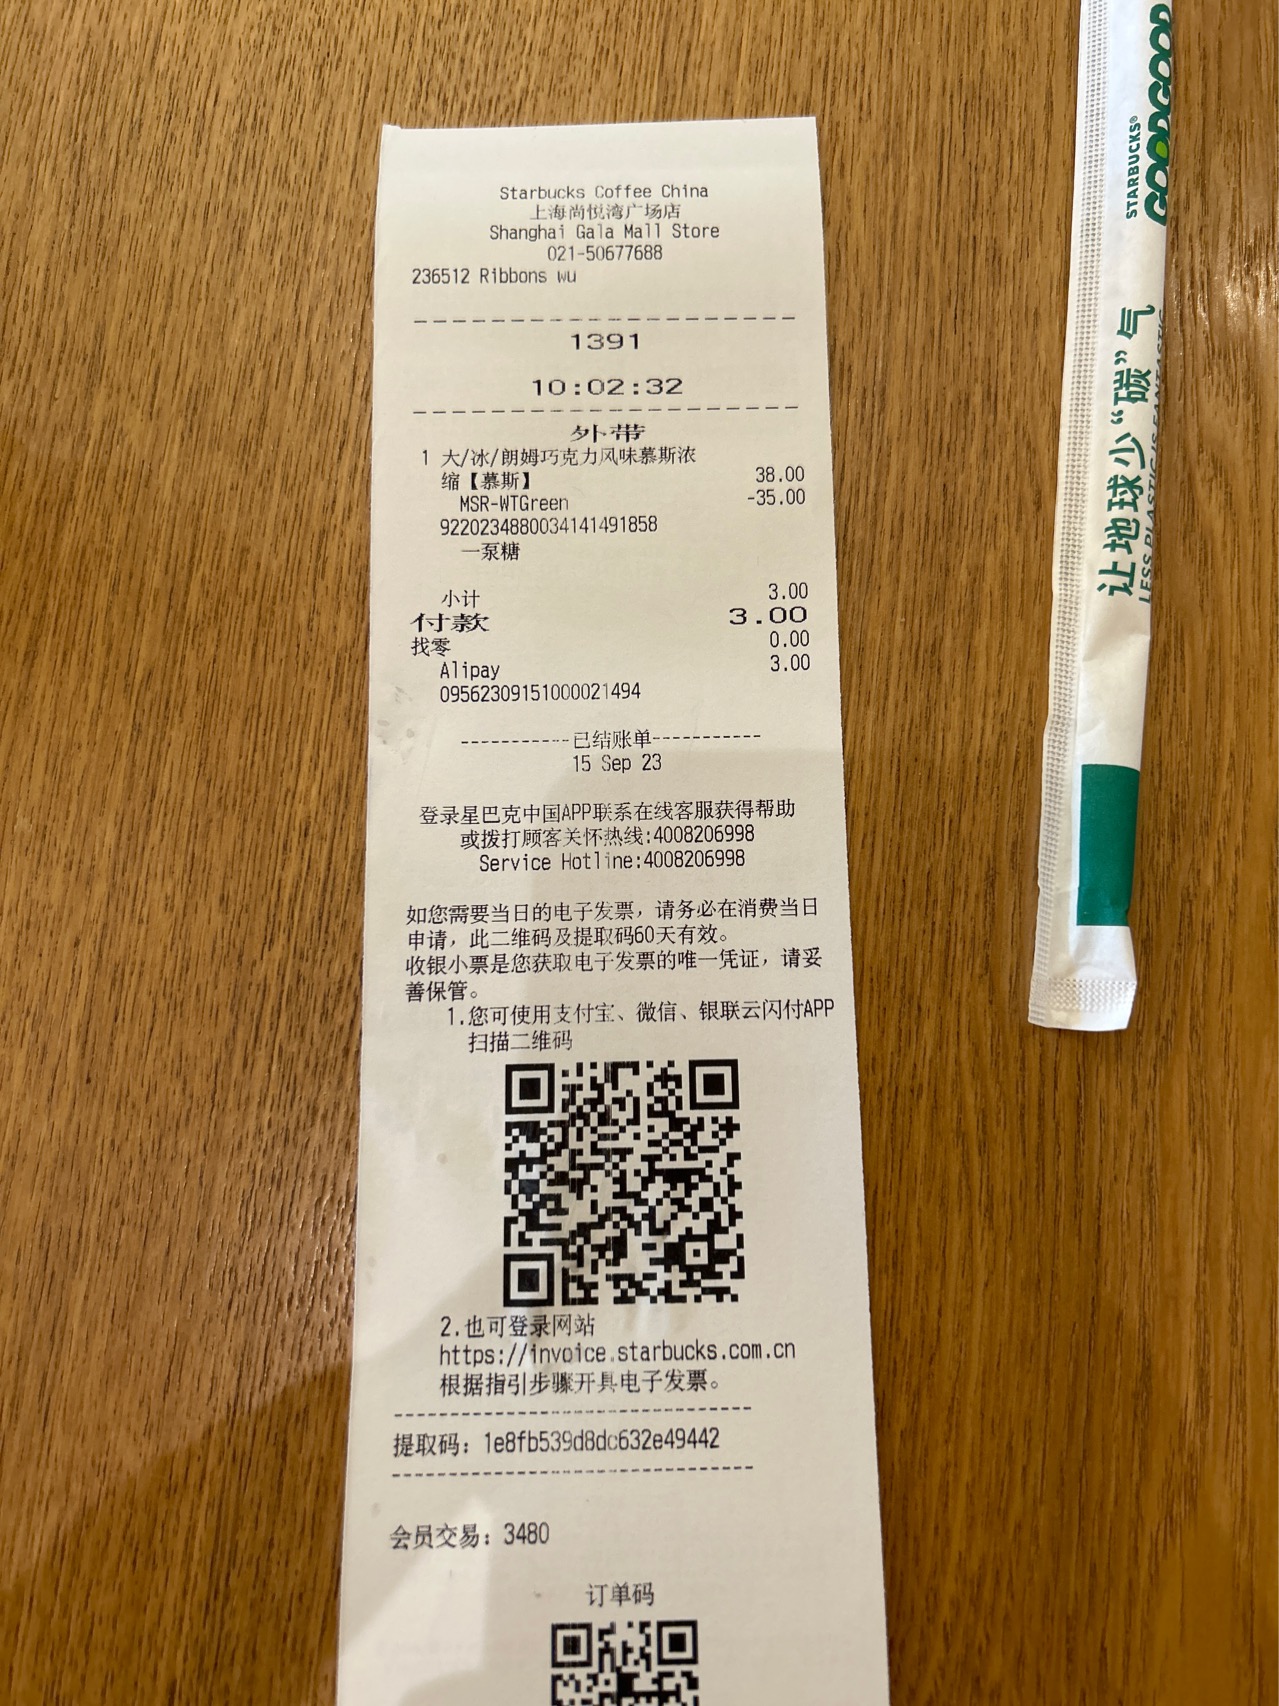 Starbucks Coffee China
上海尚悦湾广场店
Shanghai Gala Mall Store
021-50677688
236512 Ribbons wu
1391
10:02:32
外带
1 大/冰/朗姆巧克力风味慕斯浓
缩【慕斯】 38.00
MSR-WTGreen -35.00
9220234880034141491858
一泵糖
小计 3.00
付款 3.00
找零 0.00
Alipay 3.00
09562309151000021494
-----------已结账单-----------
15 Sep 23
登录星巴克中国APP联系在线客服获得帮助
或拨打顾客关怀热线:4008206998
Service Hotline:4008206998
如您需要当日的电子发票，请务必在消费当日
申请，此二维码及提取码60天有效。
收银小票是您获取电子发票的唯一凭证，请妥
善保管。
1.您可使用支付宝、微信、银联云闪付APP
扫描二维码
2.也可登录网站
https://invoice.starbucks.com.cn
根据指引步骤开具电子发票。
提取码：1e8fb539d8dc632e49442
会员交易：3480
订单码
STARBUCKS®
GOODGOOD
让地球少“碳”气
LESS PLASTIC IS FANTASTIC